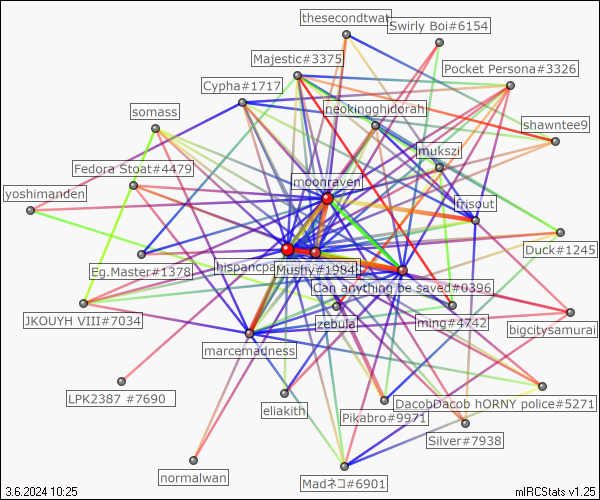 thesecondtwat
Swirly Boi#6154
Majestic#3375
Pocket Persona#3326
Cypha#1717
neokingghidorah
somass
shawntee9
mukszi
Fedora Stoat#4479
moonraven
yoshimanden
frisout
Duck#1245
hispancpa
Mushy#1984
Eg.Master#1378
Can anything be saved#0396
JKOUYH VIII#7034
zebula
ming#4742
bigcitysamurai
marcemadness
LPK2387 #7690
eliakith
Pikabro#9971
DacobDacob hORNY police#5271
Silver#7938
normalwan
Madネコ#6901
3.6.2024 10:25
mIRCStats v1.25